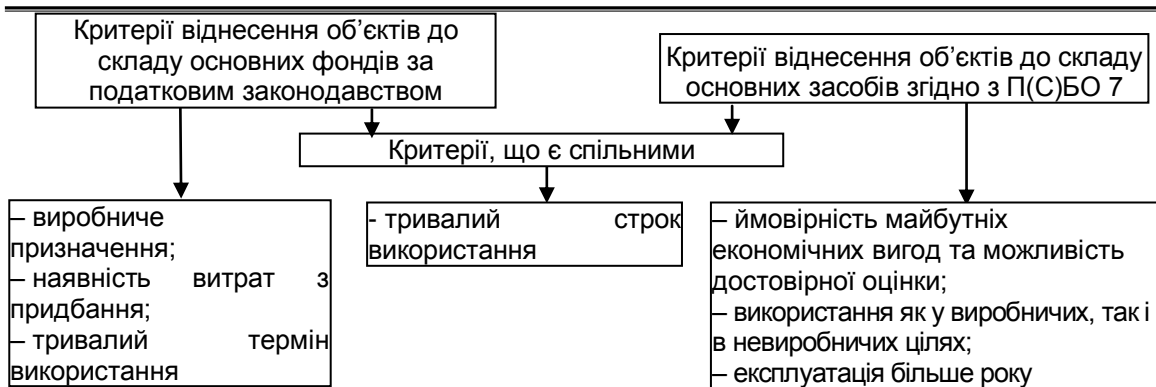 Критерії віднесення об’єктів до
складу основних фондів за
податковим законодавством
Критерії віднесення об’єктів до складу
основних засобів згідно з П(С)БО 7
Критерії, що є спільними
– виробниче
призначення;
– наявність витрат з
придбання;
– тривалий термін
використання
- тривалий строк
використання
– ймовірність майбутніх
економічних вигод та можливість
достовірної оцінки;
– використання як у виробничих, так і
в невиробничих цілях;
– експлуатація більше року